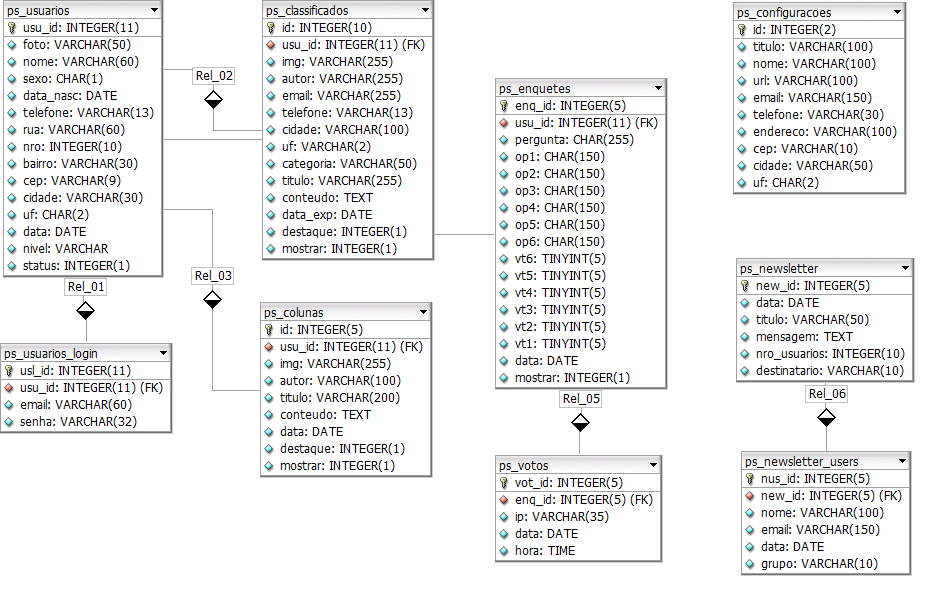 ps_usuarios
usu_id: INTEGER(11)
foto: VARCHAR(50)
nome: VARCHAR(60)
sexo: CHAR(1)
data_nasc: DATE
telefone: VARCHAR(13)
rua: VARCHAR(60)
nro: INTEGER(10)
bairro: VARCHAR(30)
cep: VARCHAR(9)
cidade: VARCHAR(30)
uf: CHAR(2)
data: DATE
nivel: VARCHAR
status: INTEGER(1)
Rel_01
ps_usuarios_login
usl_id: INTEGER(11)
usu_id: INTEGER(11) (FK)
email: VARCHAR(60)
senha: VARCHAR(32)
Rel_02
Rel_03
ps_classificados
id: INTEGER(10)
usu_id: INTEGER(11) (FK)
img: VARCHAR(255)
autor: VARCHAR(255)
email: VARCHAR(255)
telefone: VARCHAR(13)
cidade: VARCHAR(100)
uf: VARCHAR(2)
categoria: VARCHAR(50)
titulo: VARCHAR(255)
conteudo: TEXT
data_exp: DATE
destaque: INTEGER(1)
mostrar: INTEGER(1)
ps_colunas
id: INTEGER(5)
usu_id: INTEGER(11) (FK)
img: VARCHAR(255)
autor: VARCHAR(100)
titulo: VARCHAR(200)
conteudo: TEXT
data: DATE
destaque: INTEGER(1)
mostrar: INTEGER(1)
ps_enquetes
enq_id: INTEGER(5)
usu_id: INTEGER(11) (FK)
pergunta: CHAR(255)
op1: CHAR(150)
op2: CHAR(150)
op3: CHAR(150)
op4: CHAR(150)
op5: CHAR(150)
op6: CHAR(150)
vt6: TINYINT(5)
vt5: TINYINT(5)
vt4: TINYINT(5)
vt3: TINYINT(5)
vt2: TINYINT(5)
vt1: TINYINT(5)
data: DATE
mostrar: INTEGER(1)
Rel_05
ps_votos
vot_id: INTEGER(5)
enq_id: INTEGER(5) (FK)
ip: VARCHAR(35)
data: DATE
hora: TIME
ps_configuracoes
id: INTEGER(2)
titulo: VARCHAR(100)
nome: VARCHAR(100)
url: VARCHAR(100)
email: VARCHAR(150)
telefone: VARCHAR(30)
endereco: VARCHAR(100)
cep: VARCHAR(10)
cidade: VARCHAR(50)
uf: CHAR(2)
ps_newsletter
new_id: INTEGER(5)
data: DATE
titulo: VARCHAR(50)
mensagem: TEXT
nro_usuarios: INTEGER(10)
destinatario: VARCHAR(10)
Rel_06
ps_newsletter_users
nus_id: INTEGER(5)
new_id: INTEGER(5) (FK)
nome: VARCHAR(100)
email: VARCHAR(150)
data: DATE
grupo: VARCHAR(10)